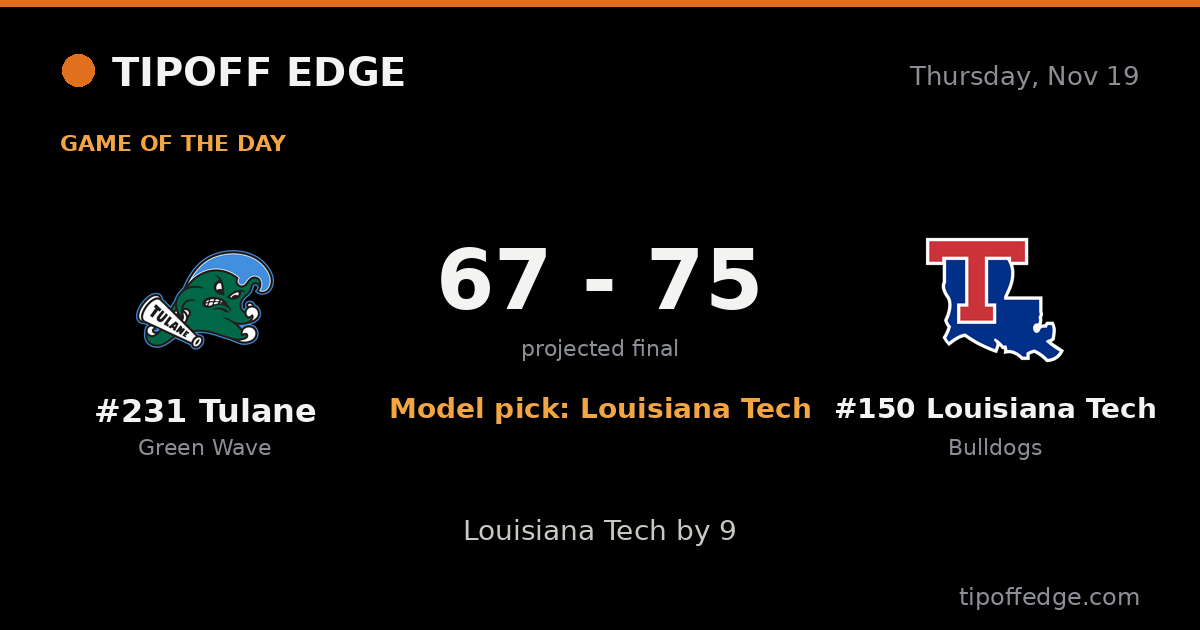 TIPOFF EDGE
Thursday, Nov 19
GAME OF THE DAY
67 - 75
projected final
TULANE
T
#231 Tulane
Model pick: Louisiana Tech
#150 Louisiana Tech
Green Wave
Bulldogs
Louisiana Tech by 9
tipoffedge.com